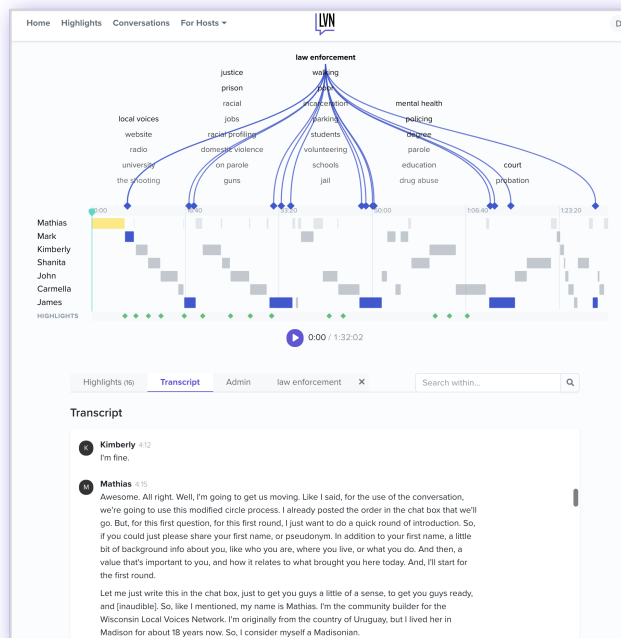 Home Highlights Conversations For Hosts LVN D
law enforcement
justice walking
prison poor
racial incarceration mental health
local voices jobs parking policing
website racial profiling students degree
radio domestic violence volunteering parole
university on parole schools education court
the shooting guns jail drug abuse probation
0:00 16:40 33:20 50:00 1:06:40 1:23:20
Mathias
Mark
Kimberly
Shanita
John
Carmella
James
HIGHLIGHTS
0:00 / 1:32:02
Highlights (16) Transcript Admin law enforcement × Search within...
Transcript
K Kimberly 4:12
I'm fine.
M Mathias 4:15
Awesome. All right. Well, I'm going to get us moving. Like I said, for the use of the conversation,
we're going to use this modified circle process. I already posted the order in the chat box that we'll
go. But, for this first question, for this first round, I just want to do a quick round of introduction. So,
if you could just please share your first name, or pseudonym. In addition to your first name, a little
bit of background info about you, like who you are, where you live, or what you do. And then, a
value that's important to you, and how it relates to what brought you here today. And, I'll start for
the first round.
Let me just write this in the chat box, just to get you guys a little of a sense, to get you guys ready,
and [inaudible]. So, like I mentioned, my name is Mathias. I'm the community builder for the
Wisconsin Local Voices Network. I'm originally from the country of Uruguay, but I lived her in
Madison for about 18 years now. So, I consider myself a Madisonian.